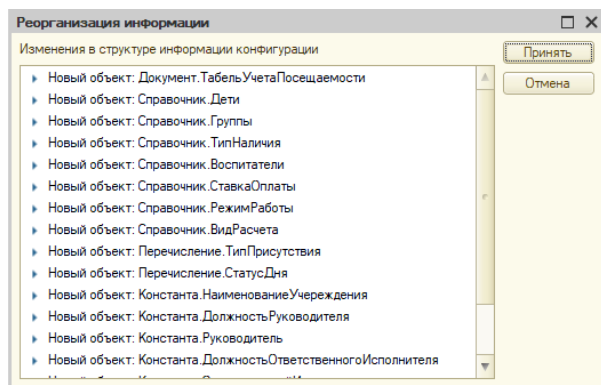 Реорганизация информации
Изменения в структуре информации конфигурации
Принять
Отмена
Новый объект: Документ.ТабельУчетаПосещаемости
Новый объект: Справочник.Дети
Новый объект: Справочник.Группы
Новый объект: Справочник.ТипНаличия
Новый объект: Справочник.Воспитатели
Новый объект: Справочник.СтавкаОплаты
Новый объект: Справочник.РежимРаботы
Новый объект: Справочник.ВидРасчета
Новый объект: Перечисление.ТипПрисутствия
Новый объект: Перечисление.СтатусДня
Новый объект: Константа.НаименованиеУчереждения
Новый объект: Константа.ДолжностьРуководителя
Новый объект: Константа.Руководитель
Новый объект: Константа.ДолжностьОтветственногоИсполнителя